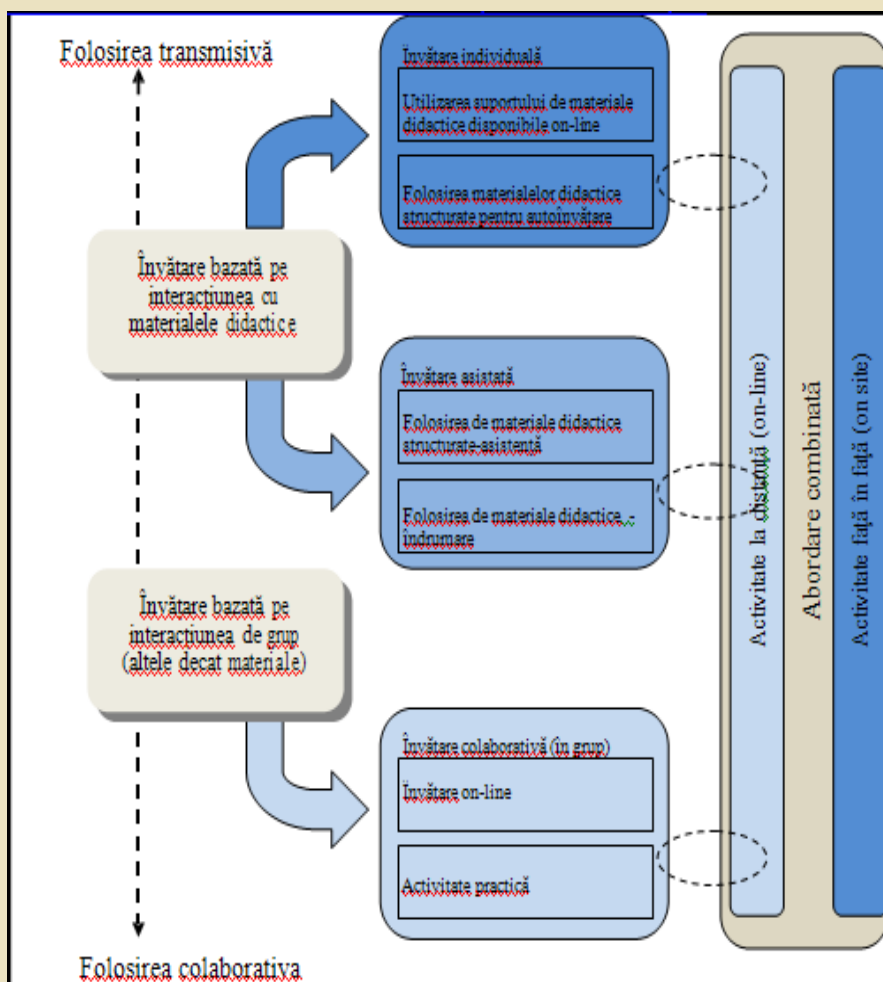 Folosirea transmisivă
Învățare bazată pe
interacțiunea cu
materialele didactice
Învățare bazată pe
interacțiunea de grup
(altele decat materiale)
Folosirea colaborativa
Învățare individuală
Utilizarea suportului de materiale
didactice disponibile on-line
Folosirea materialelor didactice
structurate pentru autoînvățare
Învățare asistată
Folosirea de materiale didactice
structurate-asistență
Folosirea de materiale didactice -
îndrumare
Învățare colaborativă (în grup)
Învățare on-line
Activitate practică
Activitate la distanță (on-line)
Abordare combinată
Activitate față în față (on site)